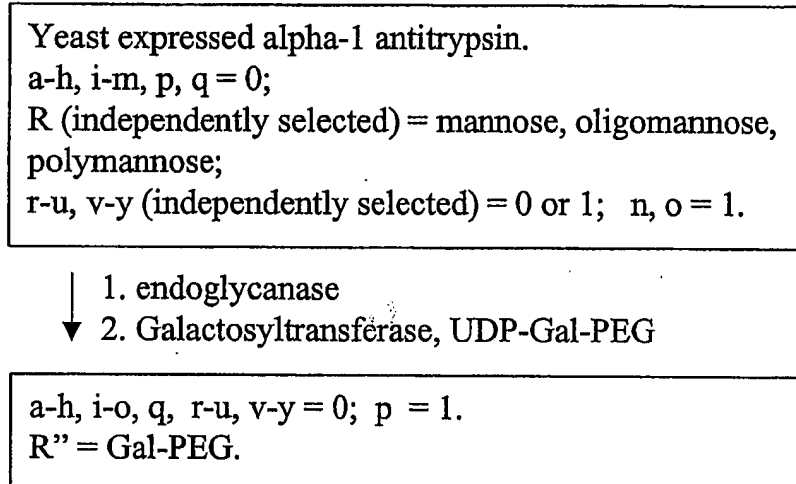 Yeast expressed alpha-1 antitrypsin.
a-h, i-m, p, q = 0;
R (independently selected) = mannose, oligomannose,
polymannose;
r-u, v-y (independently selected) = 0 or 1; n, o = 1.
1. endoglycanase
2. Galactosyltransferase, UDP-Gal-PEG
a-h, i-o, q, r-u, v-y = 0; p = 1.
R” = Gal-PEG.